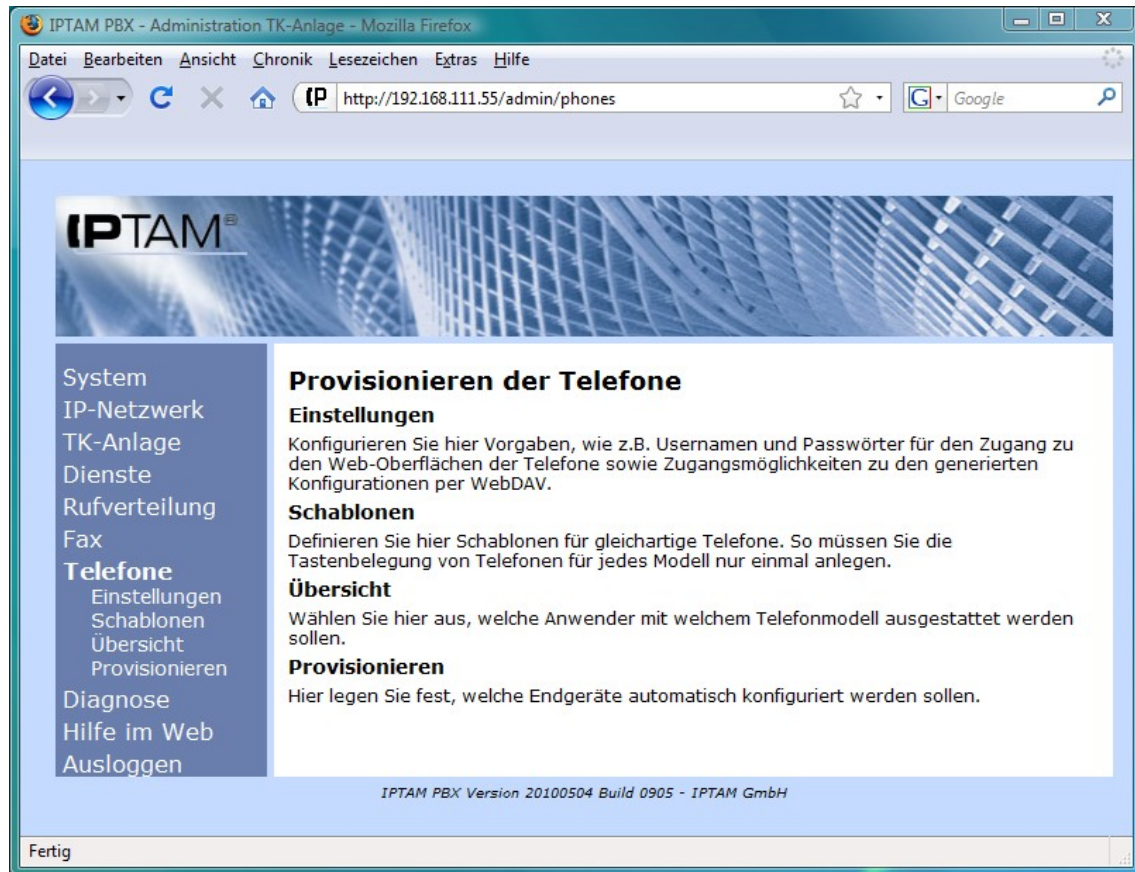 IPTAM PBX - Administration TK-Anlage - Mozilla Firefox
Datei Bearbeiten Ansicht Chronik Lesezeichen Extras Hilfe
(P http://192.168.111.55/admin/phones G Google
IPTAM®
System
IP-Netzwerk
TK-Anlage
Dienste
Rufverteilung
Fax
Telefone
Einstellungen
Schablonen
Übersicht
Provisionieren
Diagnose
Hilfe im Web
Ausloggen
Provisionieren der Telefone
Einstellungen
Konfigurieren Sie hier Vorgaben, wie z.B. Usernamen und Passwörter für den Zugang zu
den Web-Oberflächen der Telefone sowie Zugangsmöglichkeiten zu den generierten
Konfigurationen per WebDAV.
Schablonen
Definieren Sie hier Schablonen für gleichartige Telefone. So müssen Sie die
Tastenbelegung von Telefonen für jedes Modell nur einmal anlegen.
Übersicht
Wählen Sie hier aus, welche Anwender mit welchem Telefonmodell ausgestattet werden
sollen.
Provisionieren
Hier legen Sie fest, welche Endgeräte automatisch konfiguriert werden sollen.
IPTAM PBX Version 20100504 Build 0905 - IPTAM GmbH
Fertig